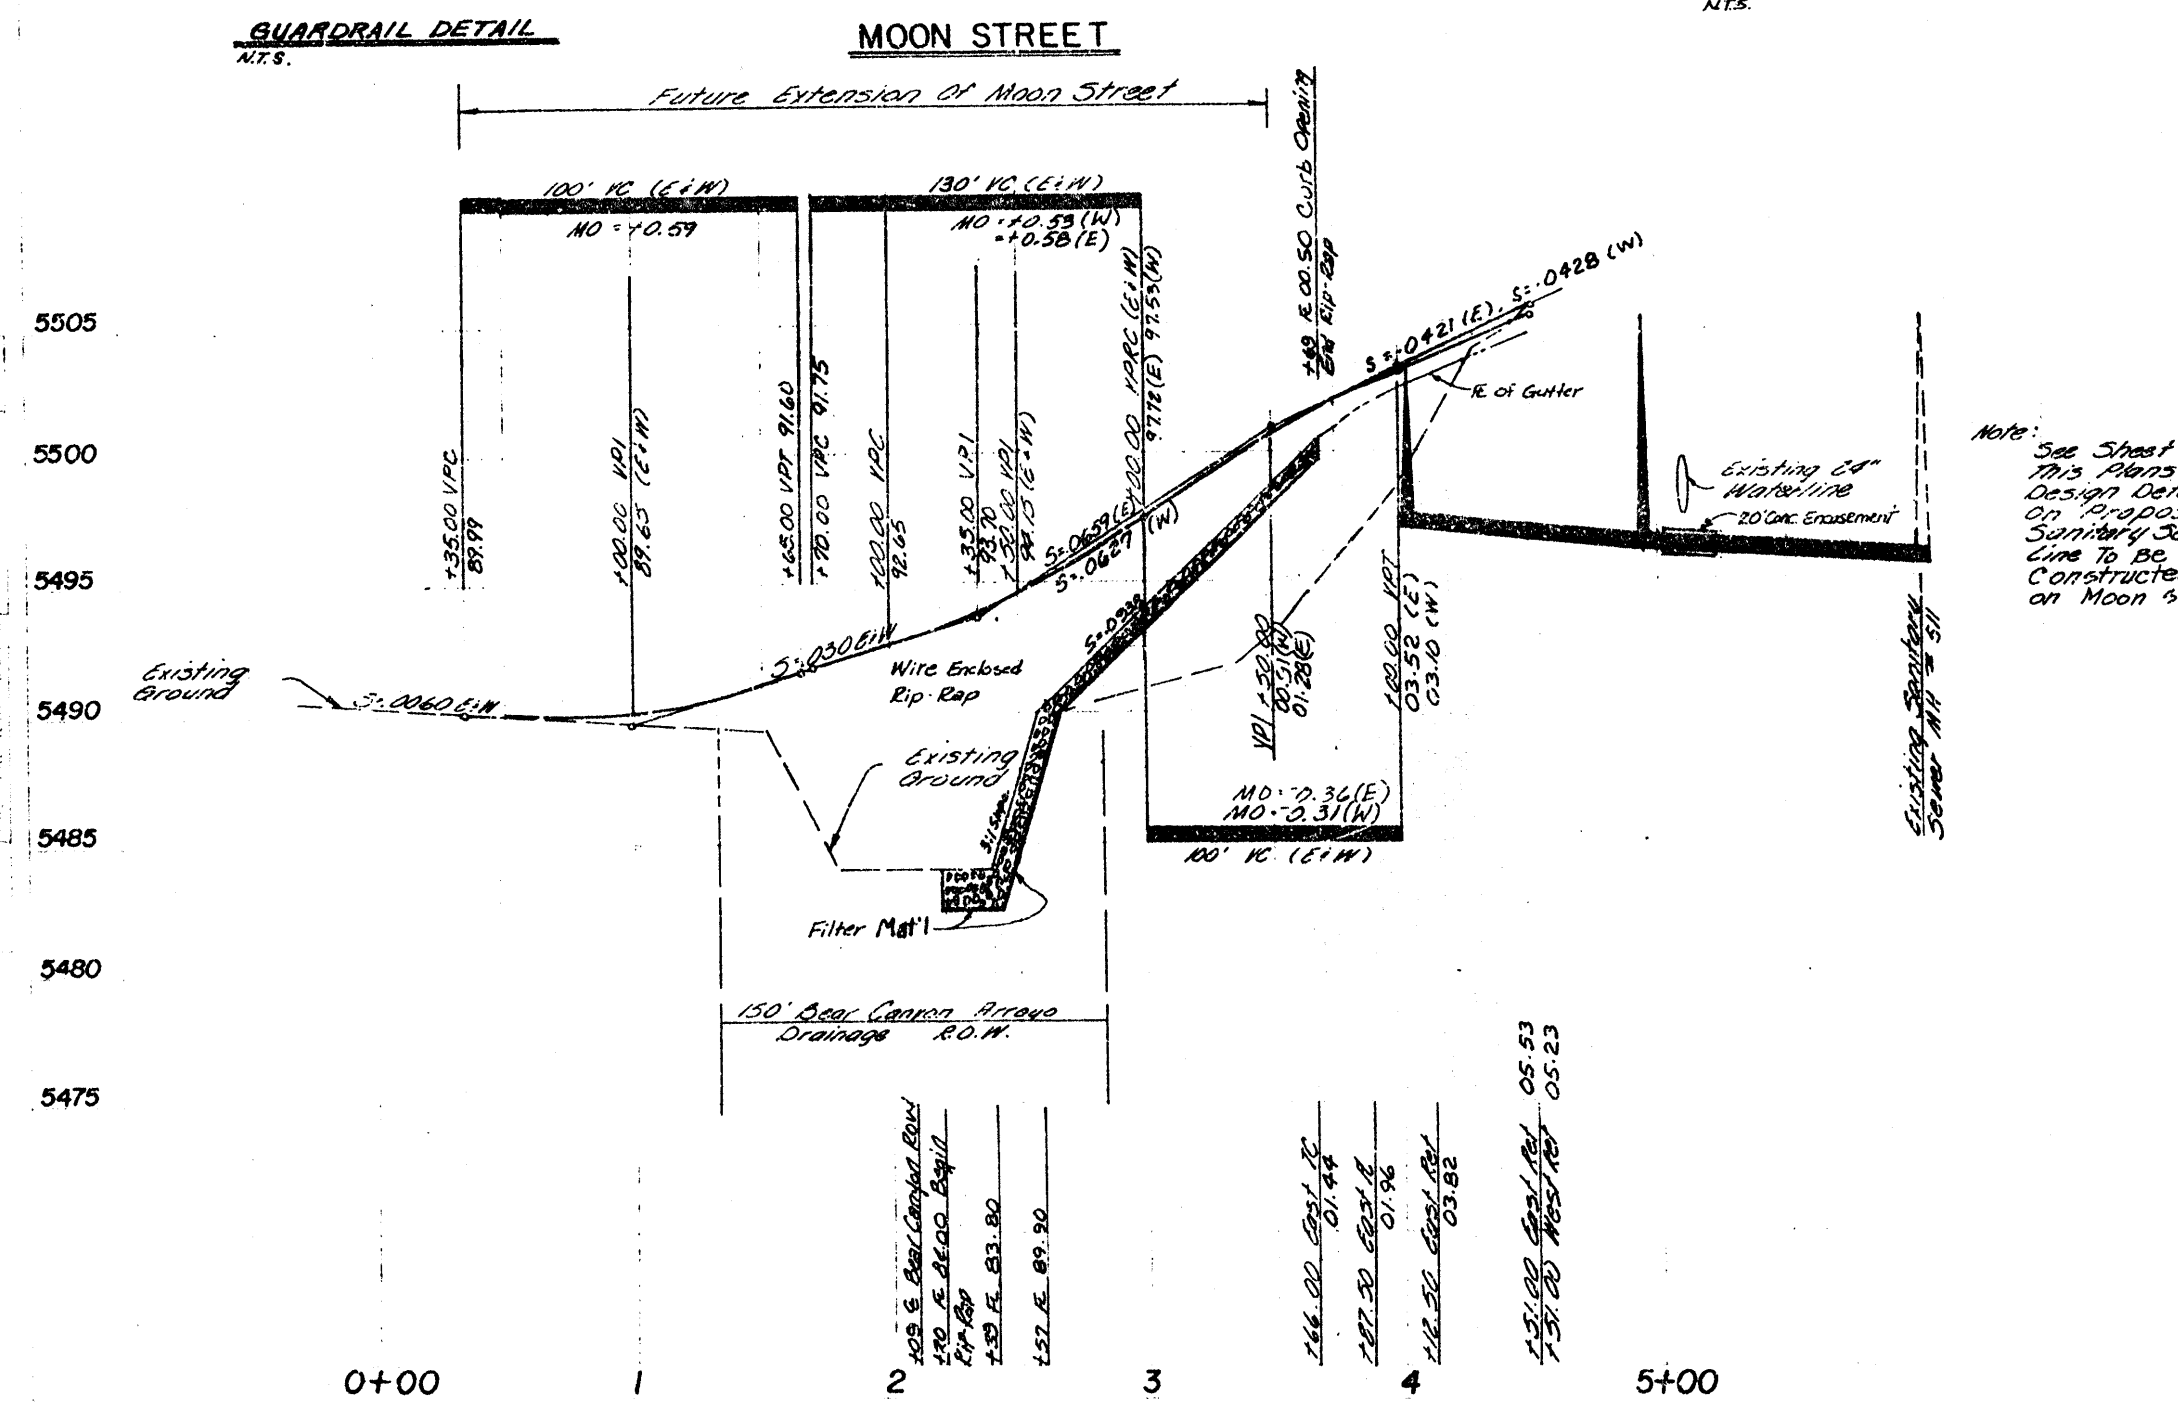 GUARDRAIL DETAIL
N.T.S.
MOON STREET
N.T.S.
Future Extension Of Moon Street
100' VC (E&W)
MO = +0.59
130' VC (E&W)
MO = +0.53 (W)
= +0.58 (E)
+69 FL 00.50 Curb Opening
End Rip-Rap
5505
5500
5495
5490
5485
5480
5475
+35.00 VPC
89.99
+00.00 VPI
89.65 (E&W)
+65.00 VPT 91.60
+70.00 VPC 91.75
+00.00 VPC
92.65
+35.00 VPI
93.70
+50.00 VPI
94.15 (E&W)
+00.00 VPRC (E&W)
97.72 (E) 97.53 (W)
S=.0659 (E)
S=.0627 (W)
S=.0421 (E), S=.0428 (W)
FL of Gutter
Existing 24"
Waterline
20' Conc. Encasement
Note:
See Sheet
This Plans
Design
on
Sanitary
Line To Be
on Moon
Existing Sanitary
Sewer MH # 511
Existing
Ground
S=.0060 E&W
S=.030 E&W
Wire Enclosed
Rip-Rap
Existing
Ground
3:1 Slope
VPI +50.00
00.51 (W)
01.28 (E)
+00.00 VPT
03.52 (E)
03.10 (W)
MO=-0.36 (E)
MO=-0.31 (W)
100' VC (E&W)
Filter Mat'l
150' Bear Canyon Arroyo
Drainage R.O.W.
+09 ℄ Bear Canyon ROW
+20 FL 84.00 Begin
Rip-Rap
+39 FL 83.80
+57 FL 89.90
+66.00 East TC
01.44
+87.50 East FL
01.96
+12.50 East Ret
03.82
+51.00 East Ret 05.53
+51.00 West Ret 05.23
0+00 1 2 3 4 5+00